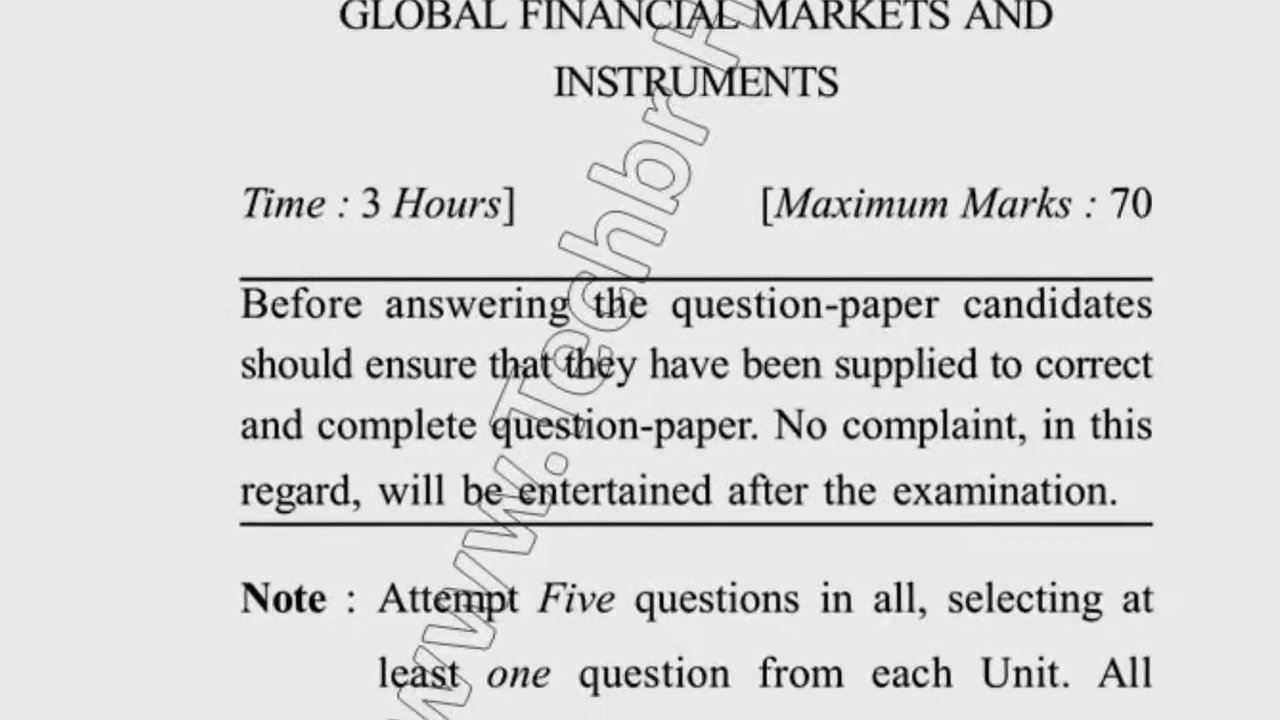 GLOBAL FINANCIAL MARKETS AND
INSTRUMENTS
Time : 3 Hours] [Maximum Marks : 70
Before answering the question-paper candidates
should ensure that they have been supplied to correct
and complete question-paper. No complaint, in this
regard, will be entertained after the examination.
Note : Attempt Five questions in all, selecting at
least one question from each Unit. All
www.Techbr